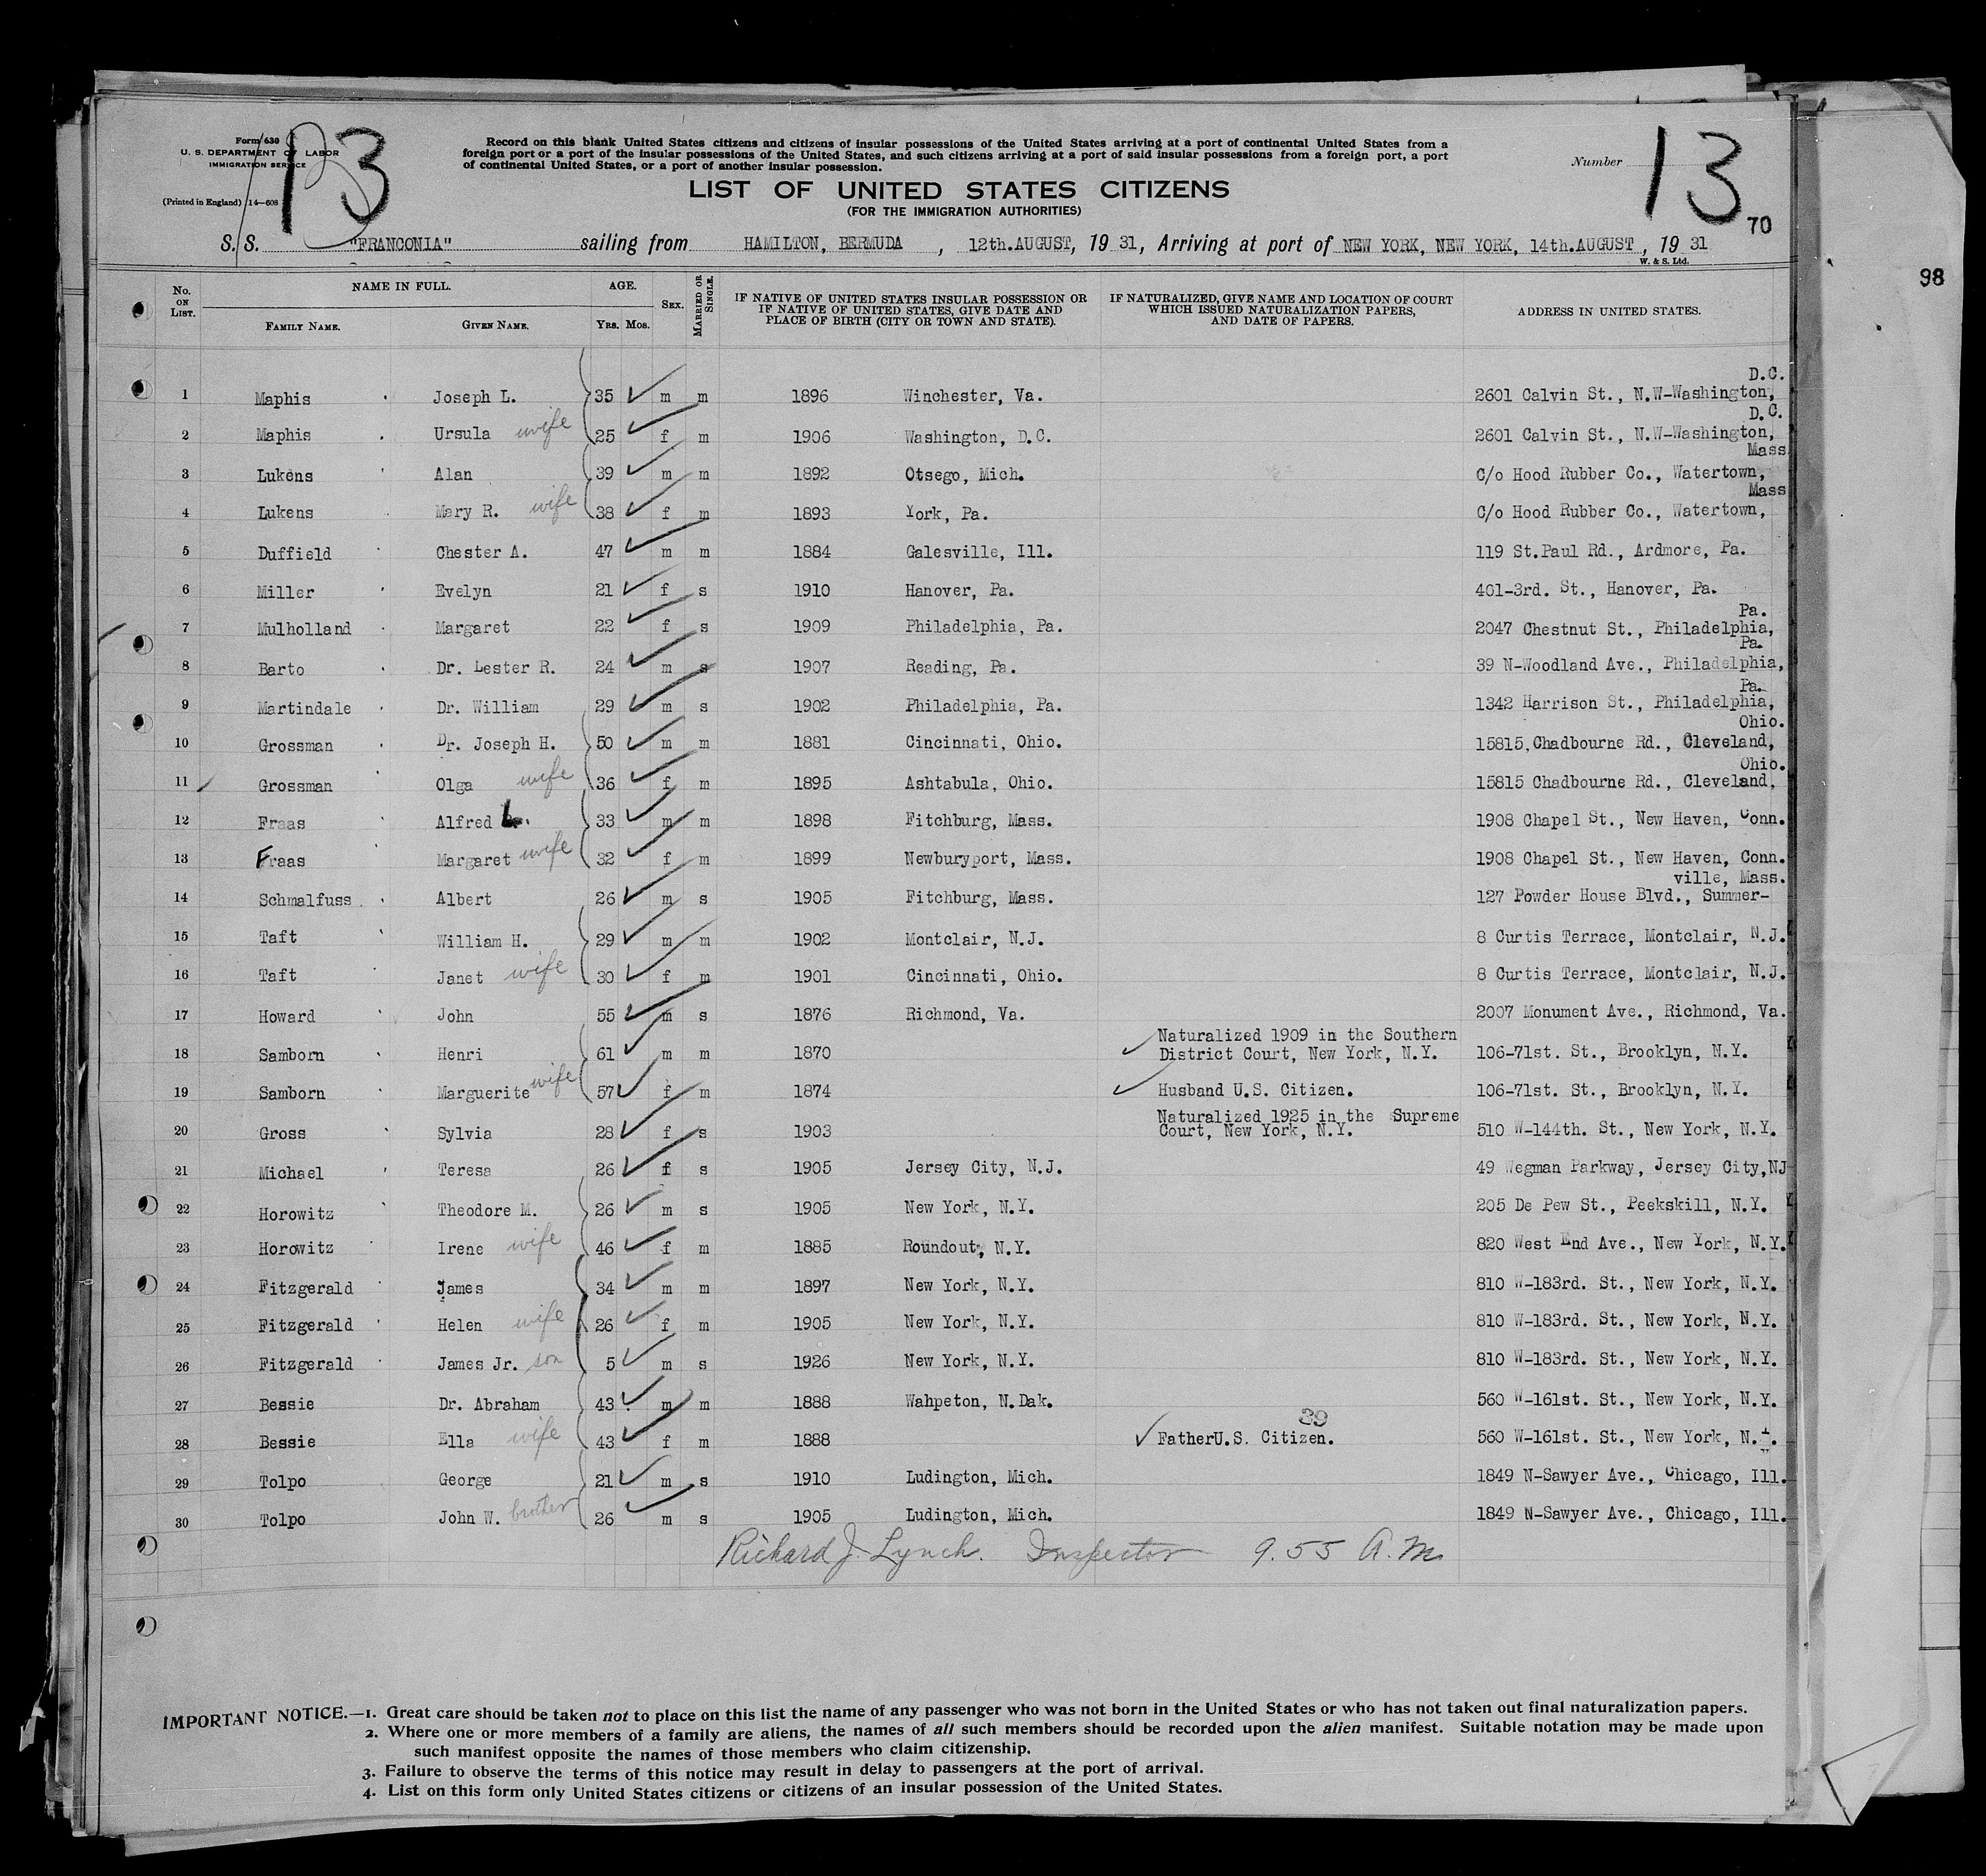 Form 630
U. S. DEPARTMENT OF LABOR
IMMIGRATION SERVICE
(Printed in England) 14—608
13
Record on this blank United States citizens and citizens of insular possessions of the United States arriving at a port of continental United States from a
foreign port or a port of the insular possessions of the United States, and such citizens arriving at a port of said insular possessions from a foreign port, a port
of continental United States, or a port of another insular possession.
Number 13
LIST OF UNITED STATES CITIZENS
(FOR THE IMMIGRATION AUTHORITIES)
70
S. S. "FRANCONIA" sailing from HAMILTON, BERMUDA , 12th.AUGUST, 19 31, Arriving at port of NEW YORK, NEW YORK, 14th.AUGUST , 19 31
W. & S. Ltd.
98
No. ON LIST. NAME IN FULL. FAMILY NAME. GIVEN NAME. AGE. YRS. MOS. SEX. MARRIED OR SINGLE. IF NATIVE OF UNITED STATES INSULAR POSSESSION OR IF NATIVE OF UNITED STATES, GIVE DATE AND PLACE OF BIRTH (CITY OR TOWN AND STATE). IF NATURALIZED, GIVE NAME AND LOCATION OF COURT WHICH ISSUED NATURALIZATION PAPERS, AND DATE OF PAPERS. ADDRESS IN UNITED STATES.
D.C.
1 Maphis Joseph L. 35 m m 1896 Winchester, Va. 2601 Calvin St., N.W-Washington,
D.C.
2 Maphis Ursula wife 25 f m 1906 Washington, D.C. 2601 Calvin St., N.W-Washington,
Mass
3 Lukens Alan 39 m m 1892 Otsego, Mich. C/o Hood Rubber Co., Watertown,
Mass
4 Lukens Mary R. wife 38 f m 1893 York, Pa. C/o Hood Rubber Co., Watertown,
5 Duffield Chester A. 47 m m 1884 Galesville, Ill. 119 St.Paul Rd., Ardmore, Pa.
6 Miller Evelyn 21 f s 1910 Hanover, Pa. 401-3rd. St., Hanover, Pa.
Pa.
7 Mulholland Margaret 22 f s 1909 Philadelphia, Pa. 2047 Chestnut St., Philadelphia,
Pa.
8 Barto Dr. Lester R. 24 m s 1907 Reading, Pa. 39 N-Woodland Ave., Philadelphia,
Pa.
9 Martindale Dr. William 29 m s 1902 Philadelphia, Pa. 1342 Harrison St., Philadelphia,
Ohio.
10 Grossman Dr. Joseph H. 50 m m 1881 Cincinnati, Ohio. 15815,Chadbourne Rd., Cleveland,
Ohio.
11 Grossman Olga wife 36 f m 1895 Ashtabula, Ohio. 15815 Chadbourne Rd., Cleveland,
12 Fraas Alfred L. 33 m m 1898 Fitchburg, Mass. 1908 Chapel St., New Haven, Conn.
13 Fraas Margaret wife 32 f m 1899 Newburyport, Mass. 1908 Chapel St., New Haven, Conn.
ville, Mass.
14 Schmalfuss Albert 26 m s 1905 Fitchburg, Mass. 127 Powder House Blvd., Summer-
15 Taft William H. 29 m m 1902 Montclair, N.J. 8 Curtis Terrace, Montclair, N.J.
16 Taft Janet wife 30 f m 1901 Cincinnati, Ohio. 8 Curtis Terrace, Montclair, N.J.
17 Howard John 55 m s 1876 Richmond, Va. 2007 Monument Ave., Richmond, Va.
Naturalized 1909 in the Southern
18 Samborn Henri 61 m m 1870 District Court, New York, N.Y. 106-71st. St., Brooklyn, N.Y.
19 Samborn Marguerite wife 57 f m 1874 Husband U.S. Citizen. 106-71st. St., Brooklyn, N.Y.
Naturalized 1925 in the Supreme
20 Gross Sylvia 28 f s 1903 Court, New York, N.Y. 510 W-144th. St., New York, N.Y.
21 Michael Teresa 26 f s 1905 Jersey City, N.J. 49 Wegman Parkway, Jersey City,NJ
22 Horowitz Theodore M. 26 m s 1905 New York, N.Y. 205 De Pew St., Peekskill, N.Y.
23 Horowitz Irene wife 46 f m 1885 Roundout, N.Y. 820 West End Ave., New York, N.Y.
24 Fitzgerald James 34 m m 1897 New York, N.Y. 810 W-183rd. St., New York, N.Y.
25 Fitzgerald Helen wife 26 f m 1905 New York, N.Y. 810 W-183rd. St., New York, N.Y.
26 Fitzgerald James Jr. son 5 m s 1926 New York, N.Y. 810 W-183rd. St., New York, N.Y.
27 Bessie Dr. Abraham 43 m m 1888 Wahpeton, N.Dak. 560 W-161st. St., New York, N.Y.
39
28 Bessie Ella wife 43 f m 1888 FatherU.S. Citizen. 560 W-161st. St., New York, N.Y.
29 Tolpo George 21 m s 1910 Ludington, Mich. 1849 N-Sawyer Ave., Chicago, Ill.
30 Tolpo John W. brother 26 m s 1905 Ludington, Mich. 1849 N-Sawyer Ave., Chicago, Ill.
Richard J. Lynch. Inspector 9.55 A.M.
IMPORTANT NOTICE.—1. Great care should be taken not to place on this list the name of any passenger who was not born in the United States or who has not taken out final naturalization papers.
2. Where one or more members of a family are aliens, the names of all such members should be recorded upon the alien manifest. Suitable notation may be made upon
such manifest opposite the names of those members who claim citizenship.
3. Failure to observe the terms of this notice may result in delay to passengers at the port of arrival.
4. List on this form only United States citizens or citizens of an insular possession of the United States.